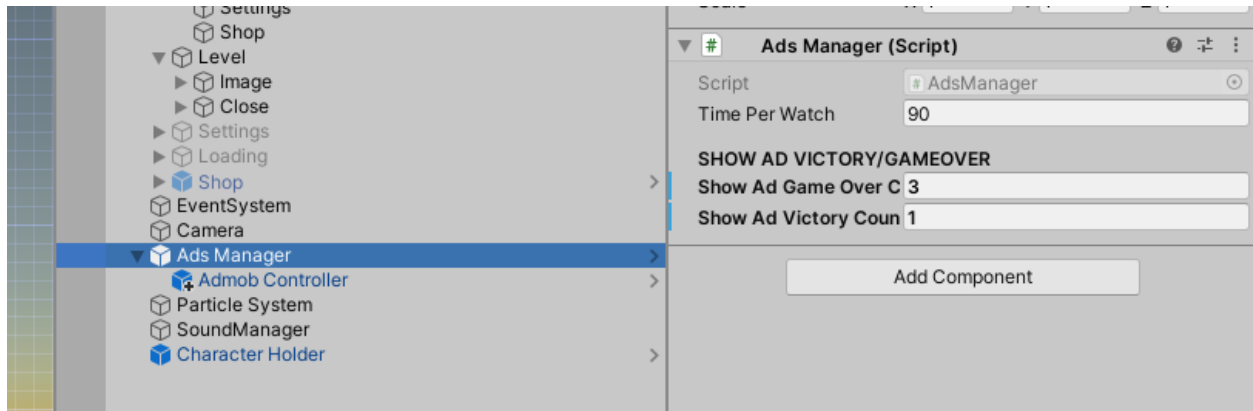 Settings
Shop
Level
Image
Close
Settings
Loading
Shop
EventSystem
Camera
Ads Manager
Admob Controller
Particle System
SoundManager
Character Holder
# Ads Manager (Script)
Script # AdsManager
Time Per Watch 90
SHOW AD VICTORY/GAMEOVER
Show Ad Game Over C 3
Show Ad Victory Coun 1
Add Component